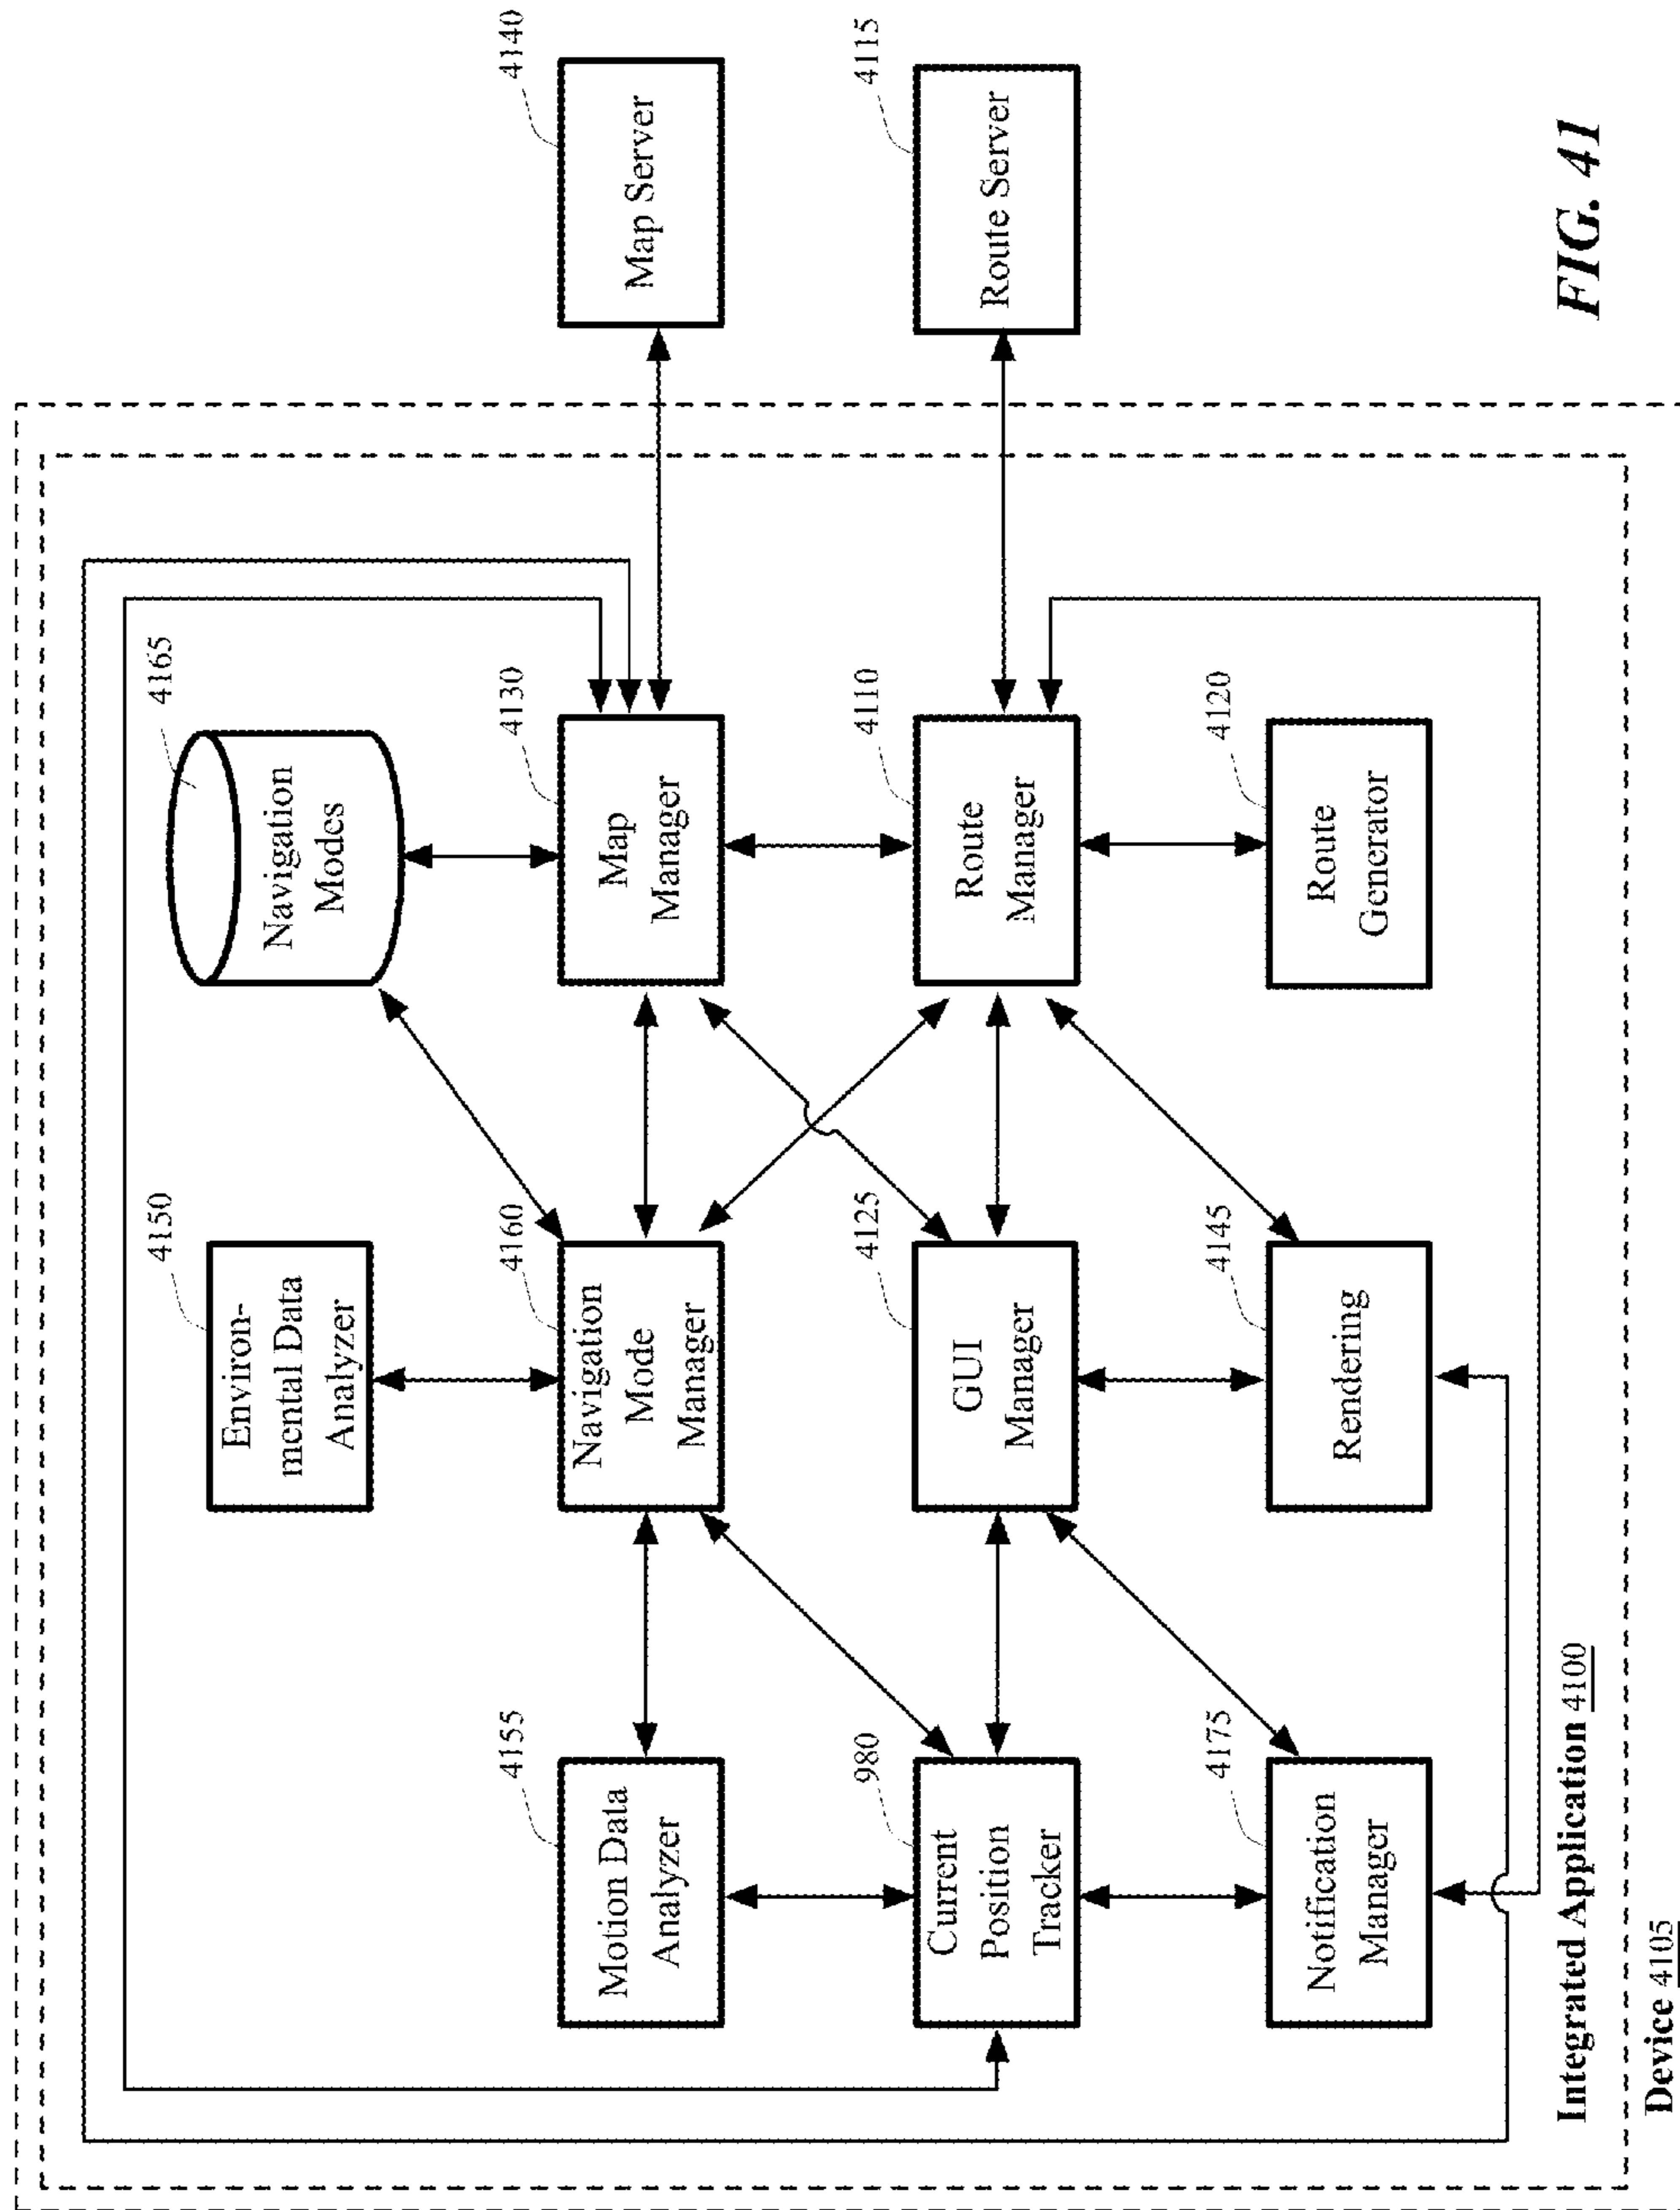 4150
Environ-
mental Data
Analyzer
4165
Navigation
Modes
4155
Motion Data
Analyzer
4160
Navigation
Mode
Manager
4130
Map
Manager
4140
Map Server
980
Current
Position
Tracker
4125
GUI
Manager
4110
Route
Manager
4115
Route Server
4175
Notification
Manager
4145
Rendering
4120
Route
Generator
Integrated Application 4100
Device 4105
FIG. 41